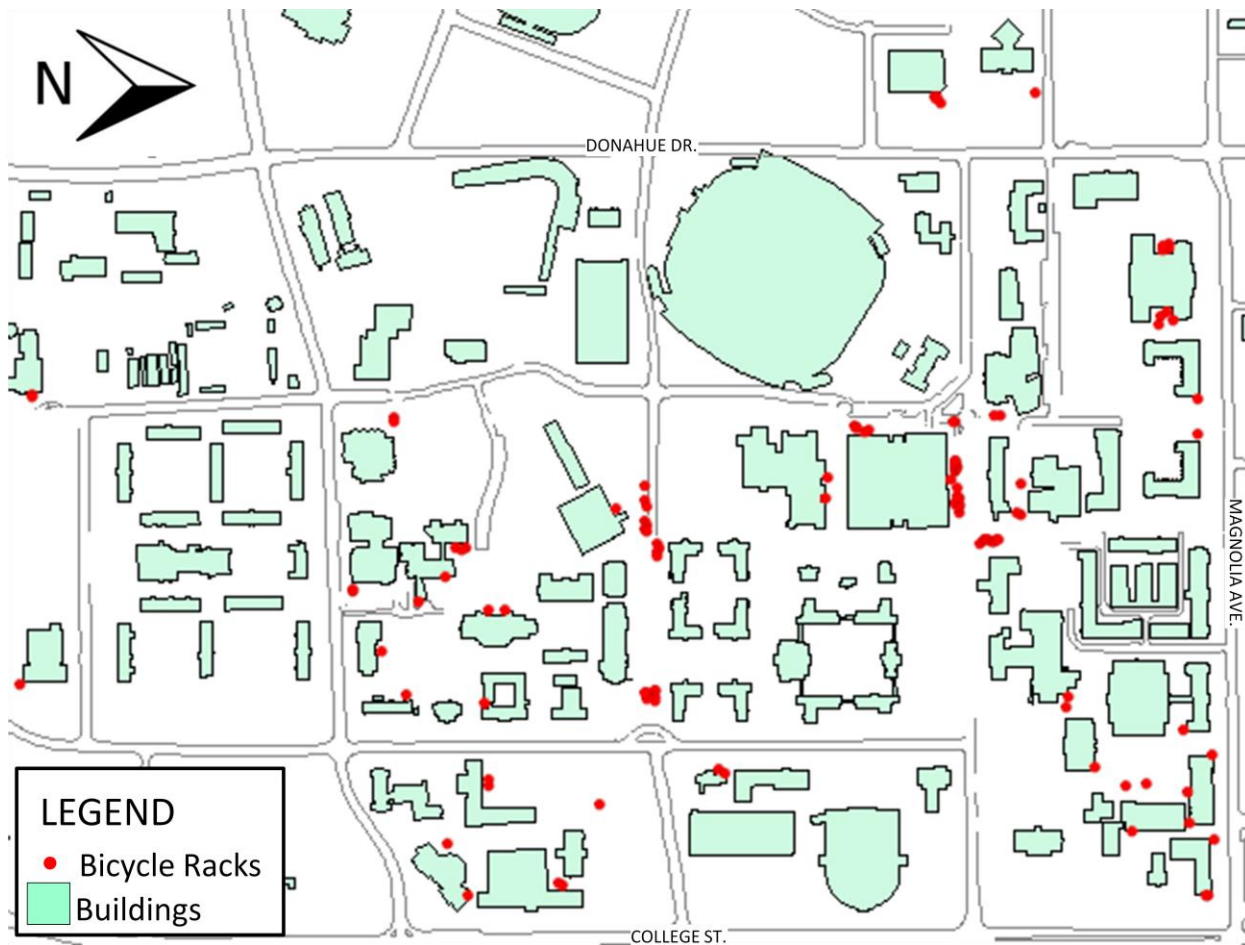 N
DONAHUE DR.
MAGNOLIA AVE.
LEGEND
Bicycle Racks
Buildings
COLLEGE ST.